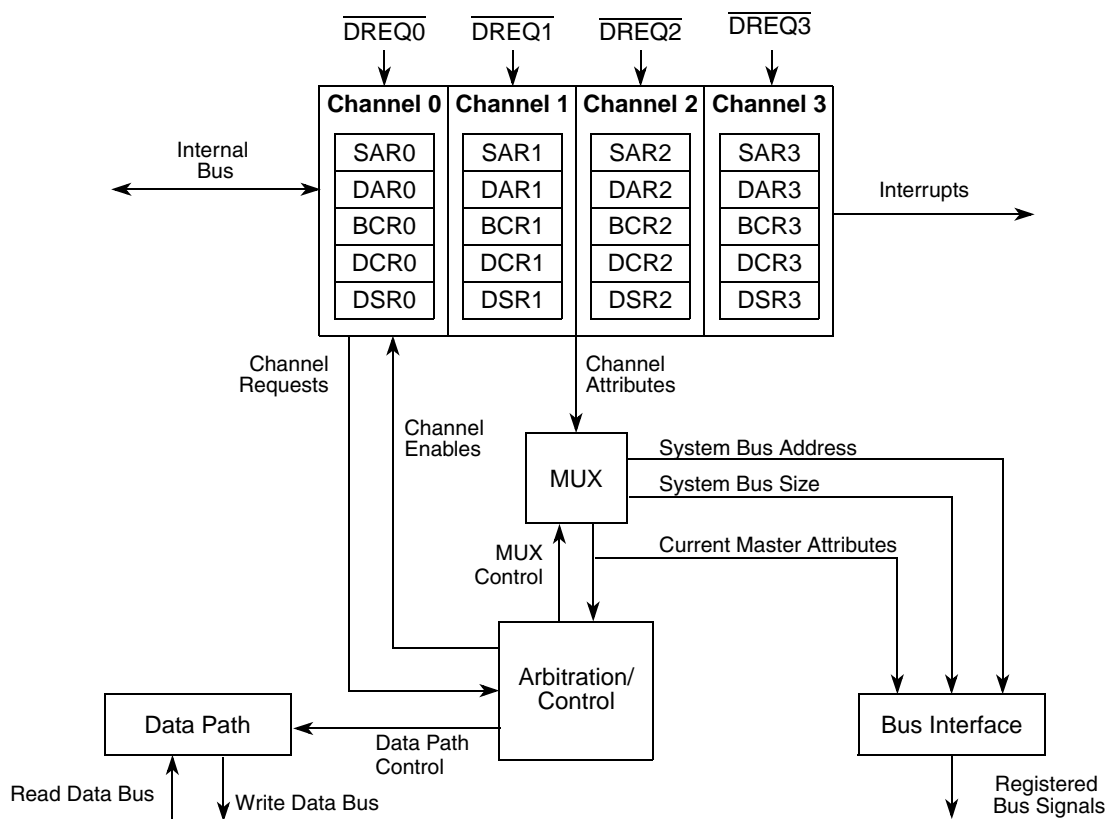 DREQ0 DREQ1 DREQ2 DREQ3
Channel 0 Channel 1 Channel 2 Channel 3
SAR0 SAR1 SAR2 SAR3
DAR0 DAR1 DAR2 DAR3
BCR0 BCR1 BCR2 BCR3
DCR0 DCR1 DCR2 DCR3
DSR0 DSR1 DSR2 DSR3
Internal
Bus
Interrupts
Channel
Requests
Channel
Attributes
Channel
Enables
MUX
System Bus Address
System Bus Size
Current Master Attributes
MUX
Control
Arbitration/
Control
Data Path
Bus Interface
Data Path
Control
Read Data Bus
Write Data Bus
Registered
Bus Signals